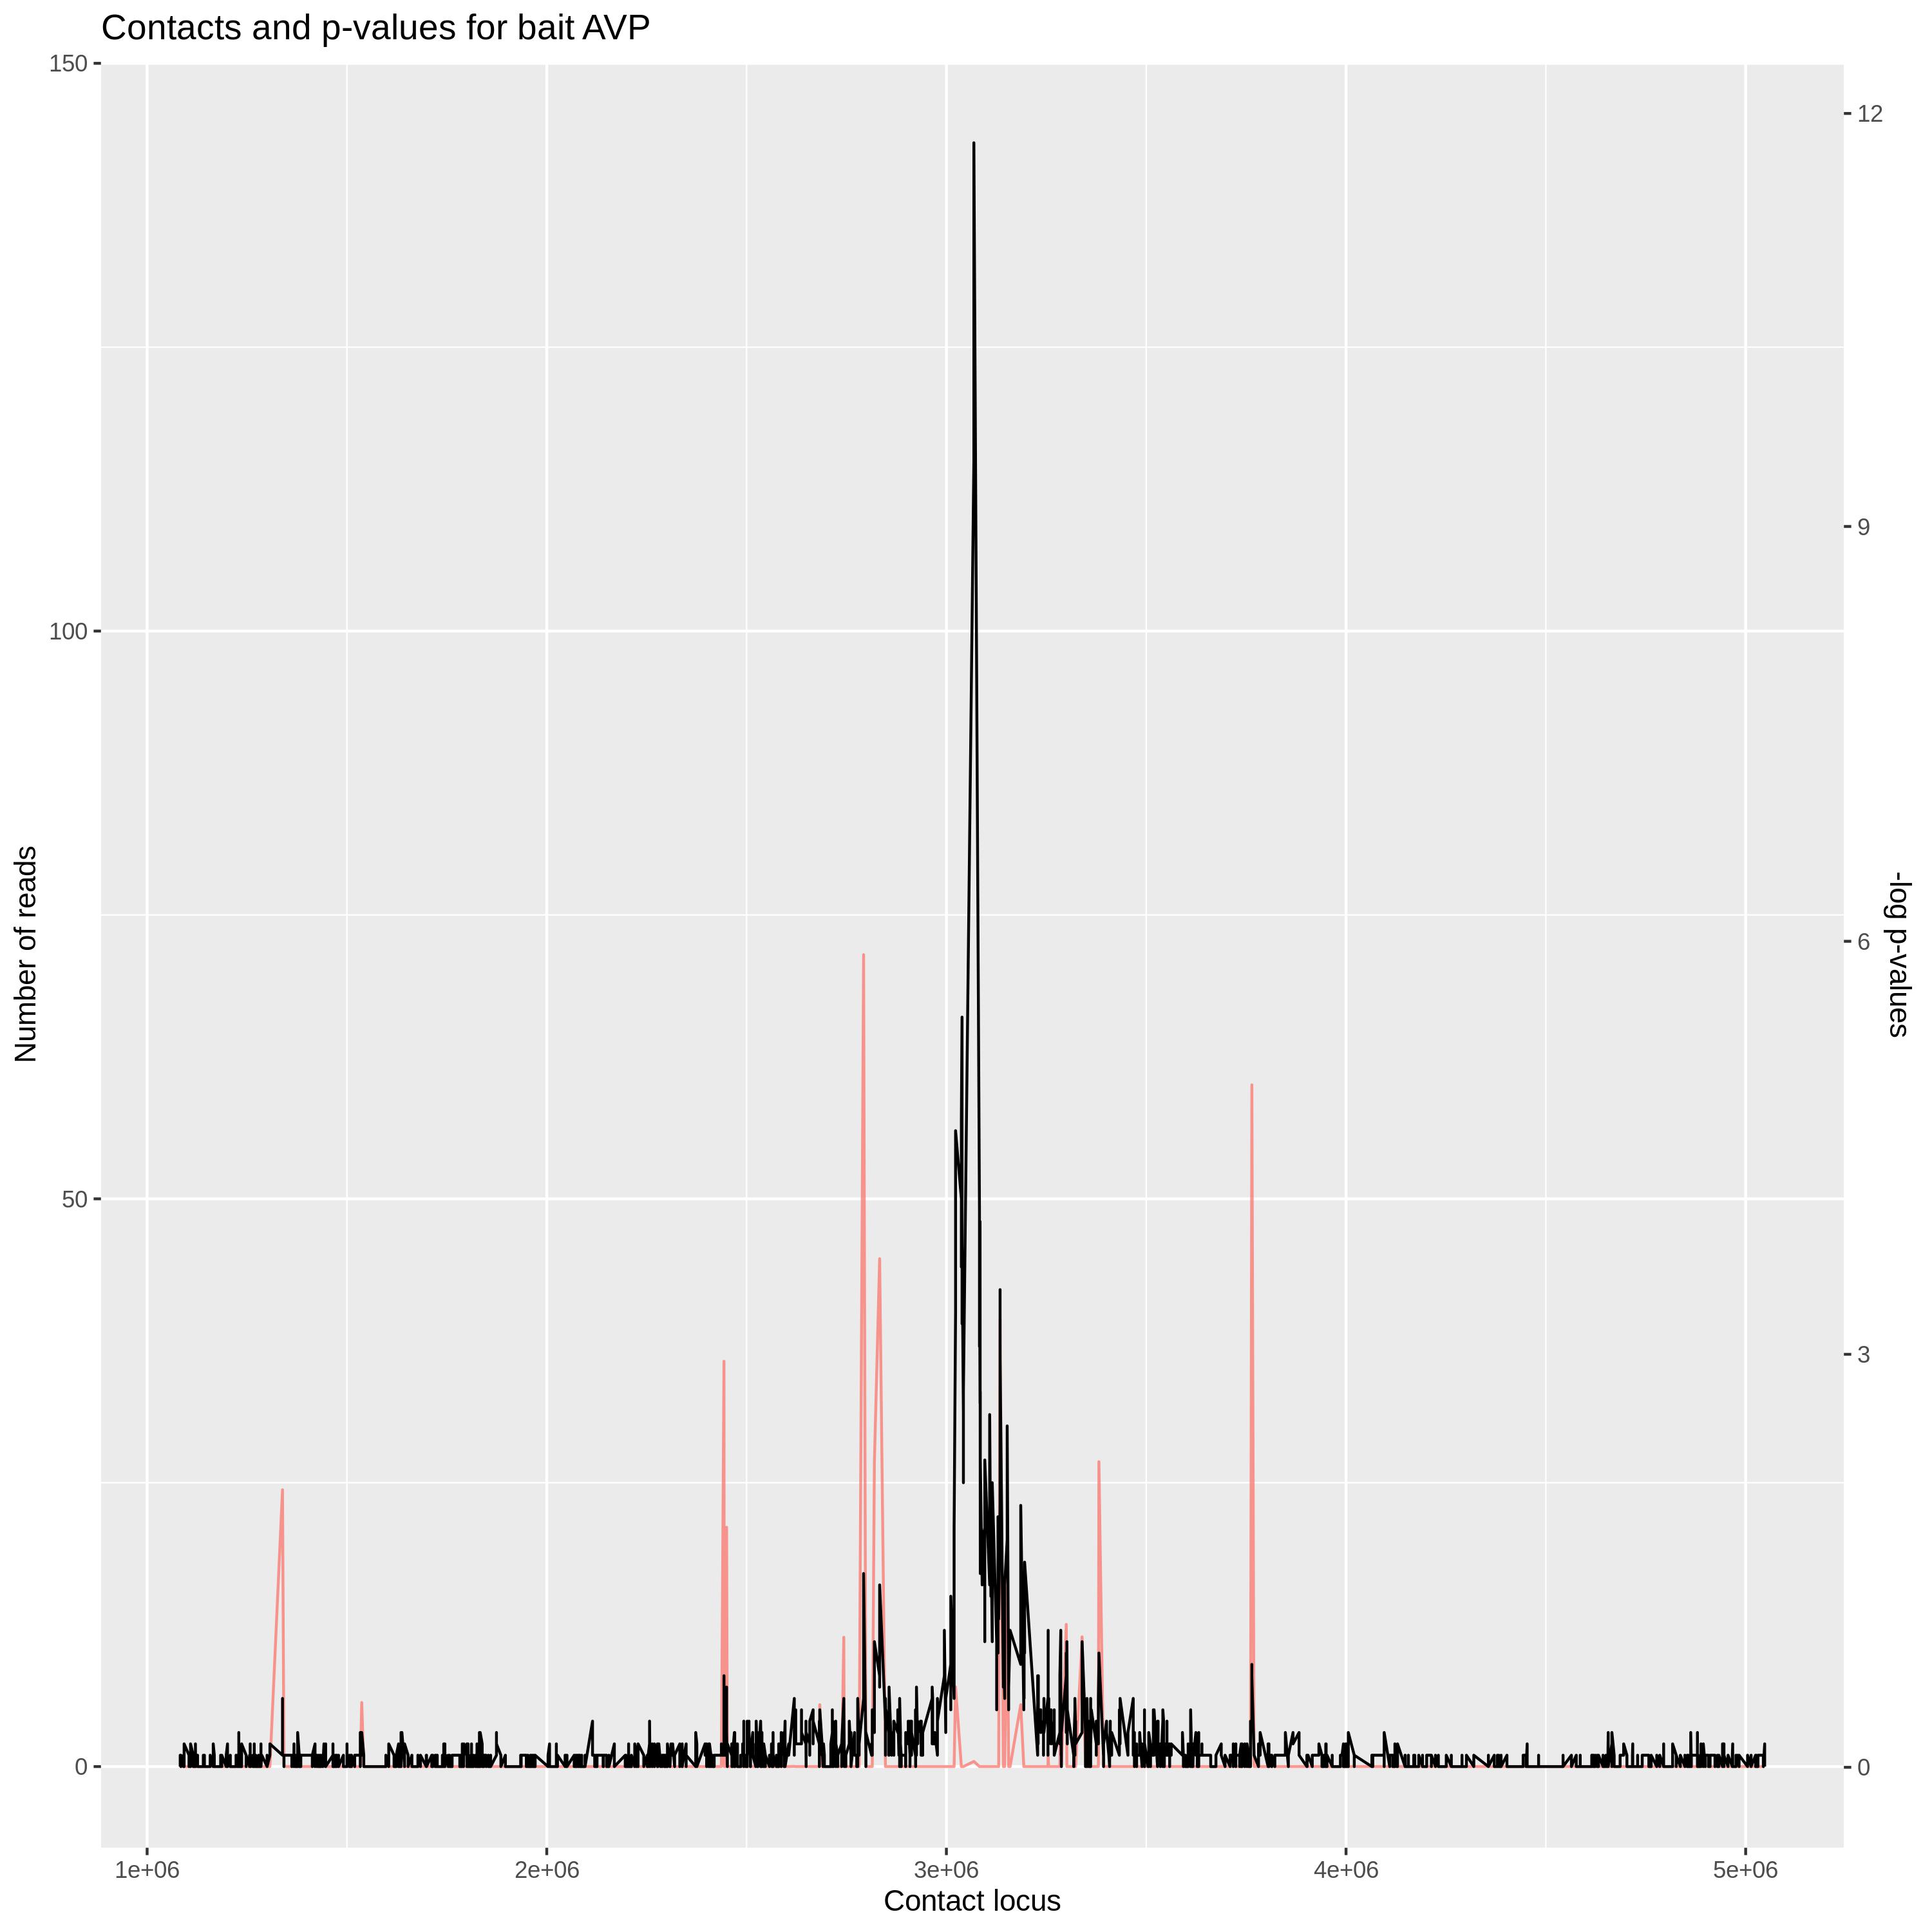 Contacts and p-values for bait AVP
150
100
50
0
Number of reads
12
9
6
3
0
-log p-values
1e+06
2e+06
3e+06
4e+06
5e+06
Contact locus